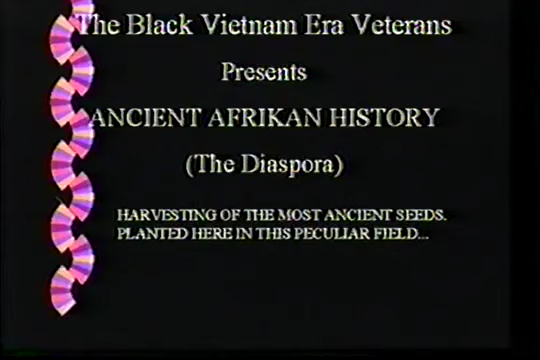 The Black Vietnam Era Veterans
Presents
ANCIENT AFRIKAN HISTORY
(The Diaspora)
HARVESTING OF THE MOST ANCIENT SEEDS.
PLANTED HERE IN THIS PECULIAR FIELD...